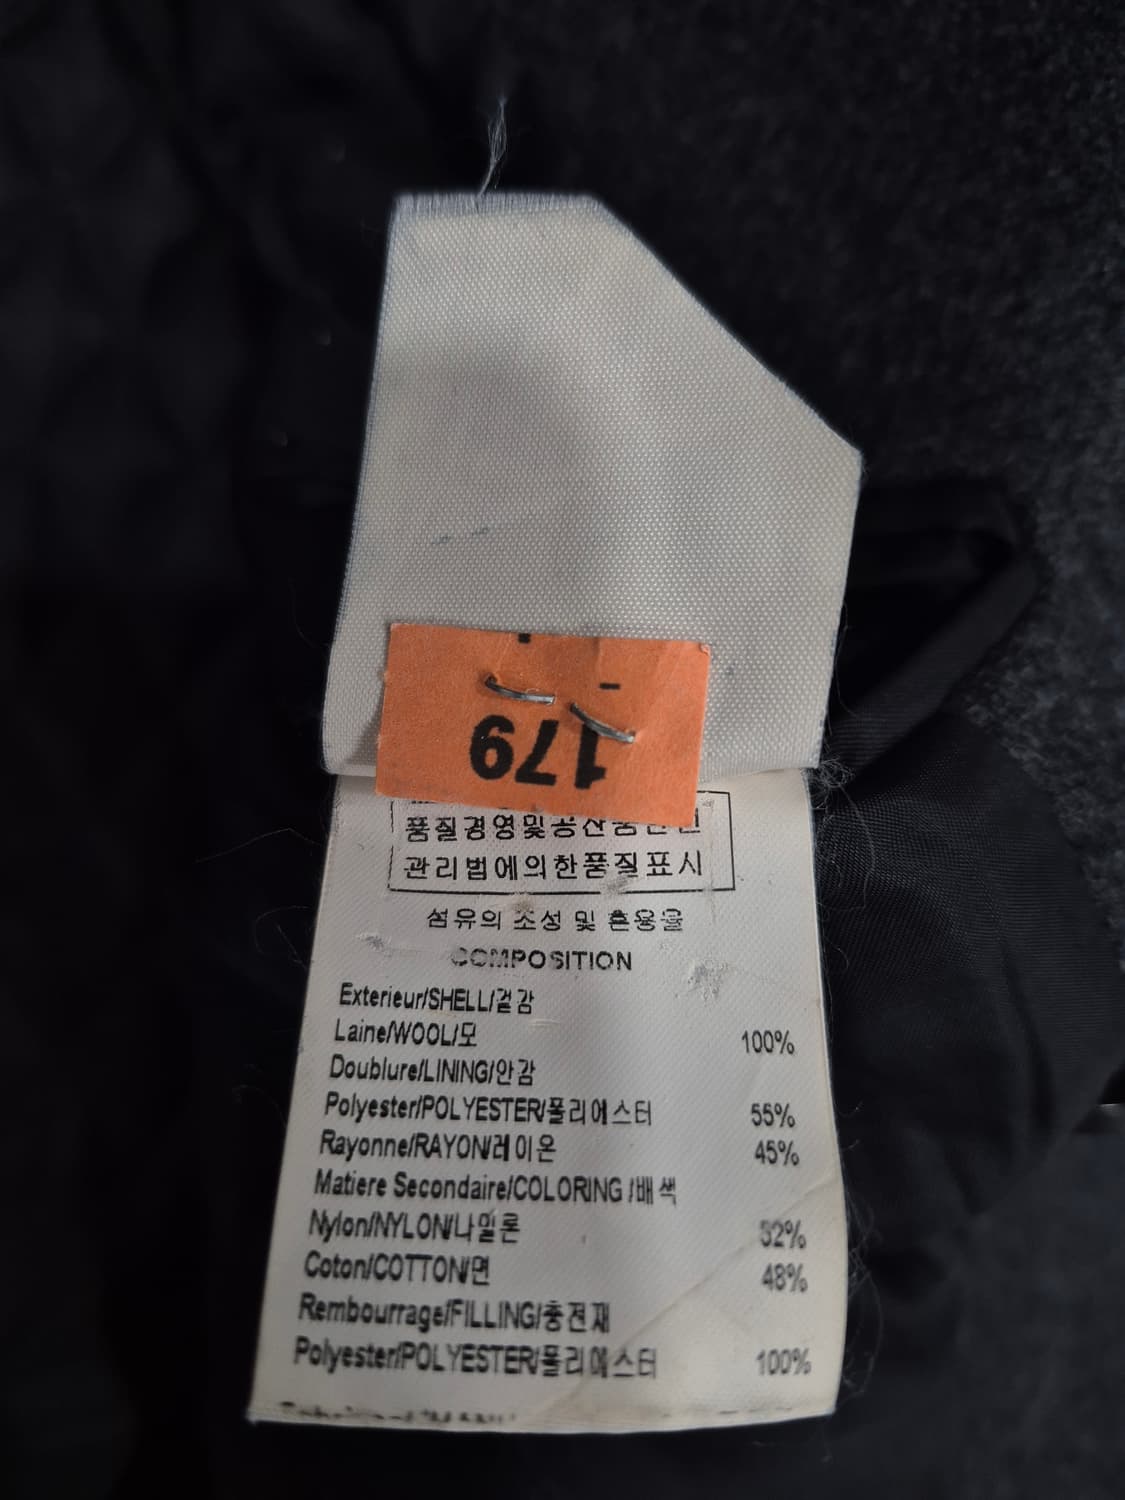 179
품질경영및공산품안전
관리법에의한품질표시
섬유의 조성 및 혼용율
COMPOSITION
Exterieur/SHELL/겉감
Laine/WOOL/모 100%
Doublure/LINING/안감
Polyester/POLYESTER/폴리에스터 55%
Rayonne/RAYON/레이온 45%
Matiere Secondaire/COLORING /배색
Nylon/NYLON/나일론 52%
Coton/COTTON/면 48%
Rembourrage/FILLING/충전재
Polyester/POLYESTER/폴리에스터 100%